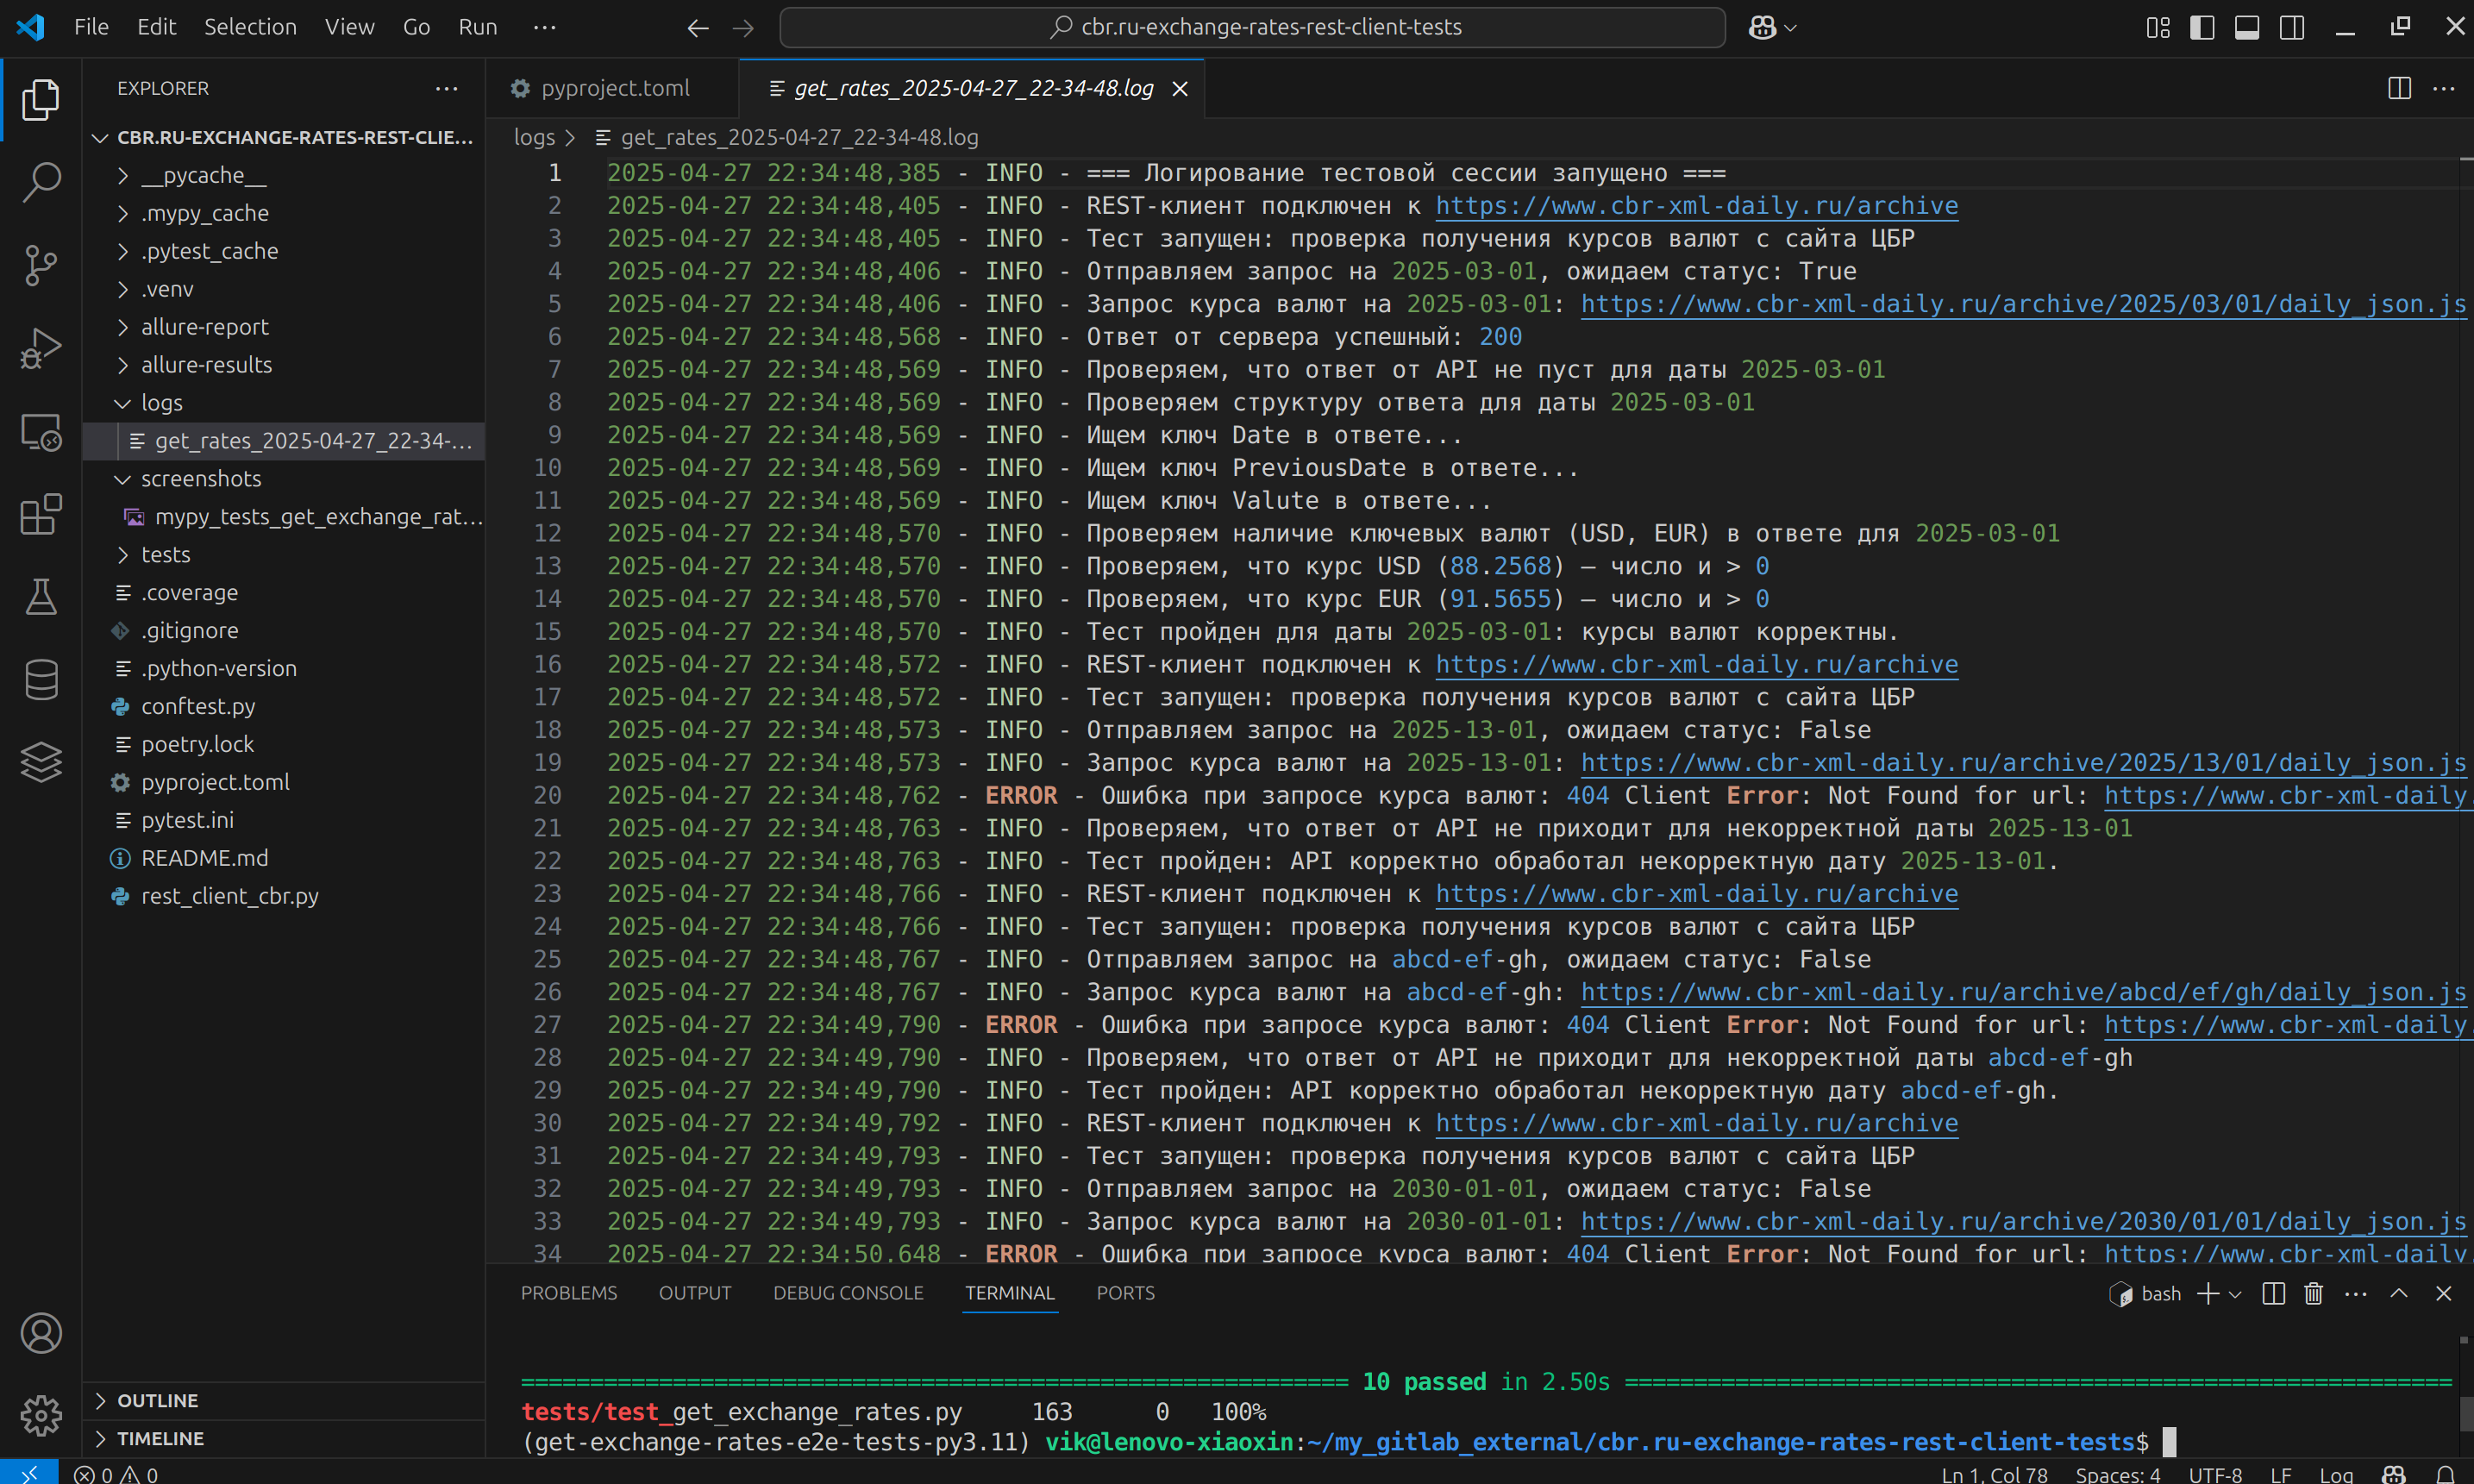 File Edit Selection View Go Run ···
cbr.ru-exchange-rates-rest-client-tests
EXPLORER
CBR.RU-EXCHANGE-RATES-REST-CLIE...
__pycache__
.mypy_cache
.pytest_cache
.venv
allure-report
allure-results
logs
get_rates_2025-04-27_22-34-...
screenshots
mypy_tests_get_exchange_rat...
tests
.coverage
.gitignore
.python-version
conftest.py
poetry.lock
pyproject.toml
pytest.ini
README.md
rest_client_cbr.py
OUTLINE
TIMELINE
pyproject.toml
get_rates_2025-04-27_22-34-48.log
logs > get_rates_2025-04-27_22-34-48.log
1 2025-04-27 22:34:48,385 - INFO - === Логирование тестовой сессии запущено ===
2 2025-04-27 22:34:48,405 - INFO - REST-клиент подключен к https://www.cbr-xml-daily.ru/archive
3 2025-04-27 22:34:48,405 - INFO - Тест запущен: проверка получения курсов валют с сайта ЦБР
4 2025-04-27 22:34:48,406 - INFO - Отправляем запрос на 2025-03-01, ожидаем статус: True
5 2025-04-27 22:34:48,406 - INFO - Запрос курса валют на 2025-03-01: https://www.cbr-xml-daily.ru/archive/2025/03/01/daily_json.js
6 2025-04-27 22:34:48,568 - INFO - Ответ от сервера успешный: 200
7 2025-04-27 22:34:48,569 - INFO - Проверяем, что ответ от API не пуст для даты 2025-03-01
8 2025-04-27 22:34:48,569 - INFO - Проверяем структуру ответа для даты 2025-03-01
9 2025-04-27 22:34:48,569 - INFO - Ищем ключ Date в ответе...
10 2025-04-27 22:34:48,569 - INFO - Ищем ключ PreviousDate в ответе...
11 2025-04-27 22:34:48,569 - INFO - Ищем ключ Valute в ответе...
12 2025-04-27 22:34:48,570 - INFO - Проверяем наличие ключевых валют (USD, EUR) в ответе для 2025-03-01
13 2025-04-27 22:34:48,570 - INFO - Проверяем, что курс USD (88.2568) — число и > 0
14 2025-04-27 22:34:48,570 - INFO - Проверяем, что курс EUR (91.5655) — число и > 0
15 2025-04-27 22:34:48,570 - INFO - Тест пройден для даты 2025-03-01: курсы валют корректны.
16 2025-04-27 22:34:48,572 - INFO - REST-клиент подключен к https://www.cbr-xml-daily.ru/archive
17 2025-04-27 22:34:48,572 - INFO - Тест запущен: проверка получения курсов валют с сайта ЦБР
18 2025-04-27 22:34:48,573 - INFO - Отправляем запрос на 2025-13-01, ожидаем статус: False
19 2025-04-27 22:34:48,573 - INFO - Запрос курса валют на 2025-13-01: https://www.cbr-xml-daily.ru/archive/2025/13/01/daily_json.js
20 2025-04-27 22:34:48,762 - ERROR - Ошибка при запросе курса валют: 404 Client Error: Not Found for url: https://www.cbr-xml-daily.
21 2025-04-27 22:34:48,763 - INFO - Проверяем, что ответ от API не приходит для некорректной даты 2025-13-01
22 2025-04-27 22:34:48,763 - INFO - Тест пройден: API корректно обработал некорректную дату 2025-13-01.
23 2025-04-27 22:34:48,766 - INFO - REST-клиент подключен к https://www.cbr-xml-daily.ru/archive
24 2025-04-27 22:34:48,766 - INFO - Тест запущен: проверка получения курсов валют с сайта ЦБР
25 2025-04-27 22:34:48,767 - INFO - Отправляем запрос на abcd-ef-gh, ожидаем статус: False
26 2025-04-27 22:34:48,767 - INFO - Запрос курса валют на abcd-ef-gh: https://www.cbr-xml-daily.ru/archive/abcd/ef/gh/daily_json.js
27 2025-04-27 22:34:49,790 - ERROR - Ошибка при запросе курса валют: 404 Client Error: Not Found for url: https://www.cbr-xml-daily.
28 2025-04-27 22:34:49,790 - INFO - Проверяем, что ответ от API не приходит для некорректной даты abcd-ef-gh
29 2025-04-27 22:34:49,790 - INFO - Тест пройден: API корректно обработал некорректную дату abcd-ef-gh.
30 2025-04-27 22:34:49,792 - INFO - REST-клиент подключен к https://www.cbr-xml-daily.ru/archive
31 2025-04-27 22:34:49,793 - INFO - Тест запущен: проверка получения курсов валют с сайта ЦБР
32 2025-04-27 22:34:49,793 - INFO - Отправляем запрос на 2030-01-01, ожидаем статус: False
33 2025-04-27 22:34:49,793 - INFO - Запрос курса валют на 2030-01-01: https://www.cbr-xml-daily.ru/archive/2030/01/01/daily_json.js
34 2025-04-27 22:34:50,648 - ERROR - Ошибка при запросе курса валют: 404 Client Error: Not Found for url: https://www.cbr-xml-daily.
PROBLEMS OUTPUT DEBUG CONSOLE TERMINAL PORTS
bash
========== 10 passed in 2.50s ==========
tests/test_get_exchange_rates.py 163 0 100%
(get-exchange-rates-e2e-tests-py3.11) vik@lenovo-xiaoxin:~/my_gitlab_external/cbr.ru-exchange-rates-rest-client-tests$
0 0
Ln 1, Col 78 Spaces: 4 UTF-8 LF Log